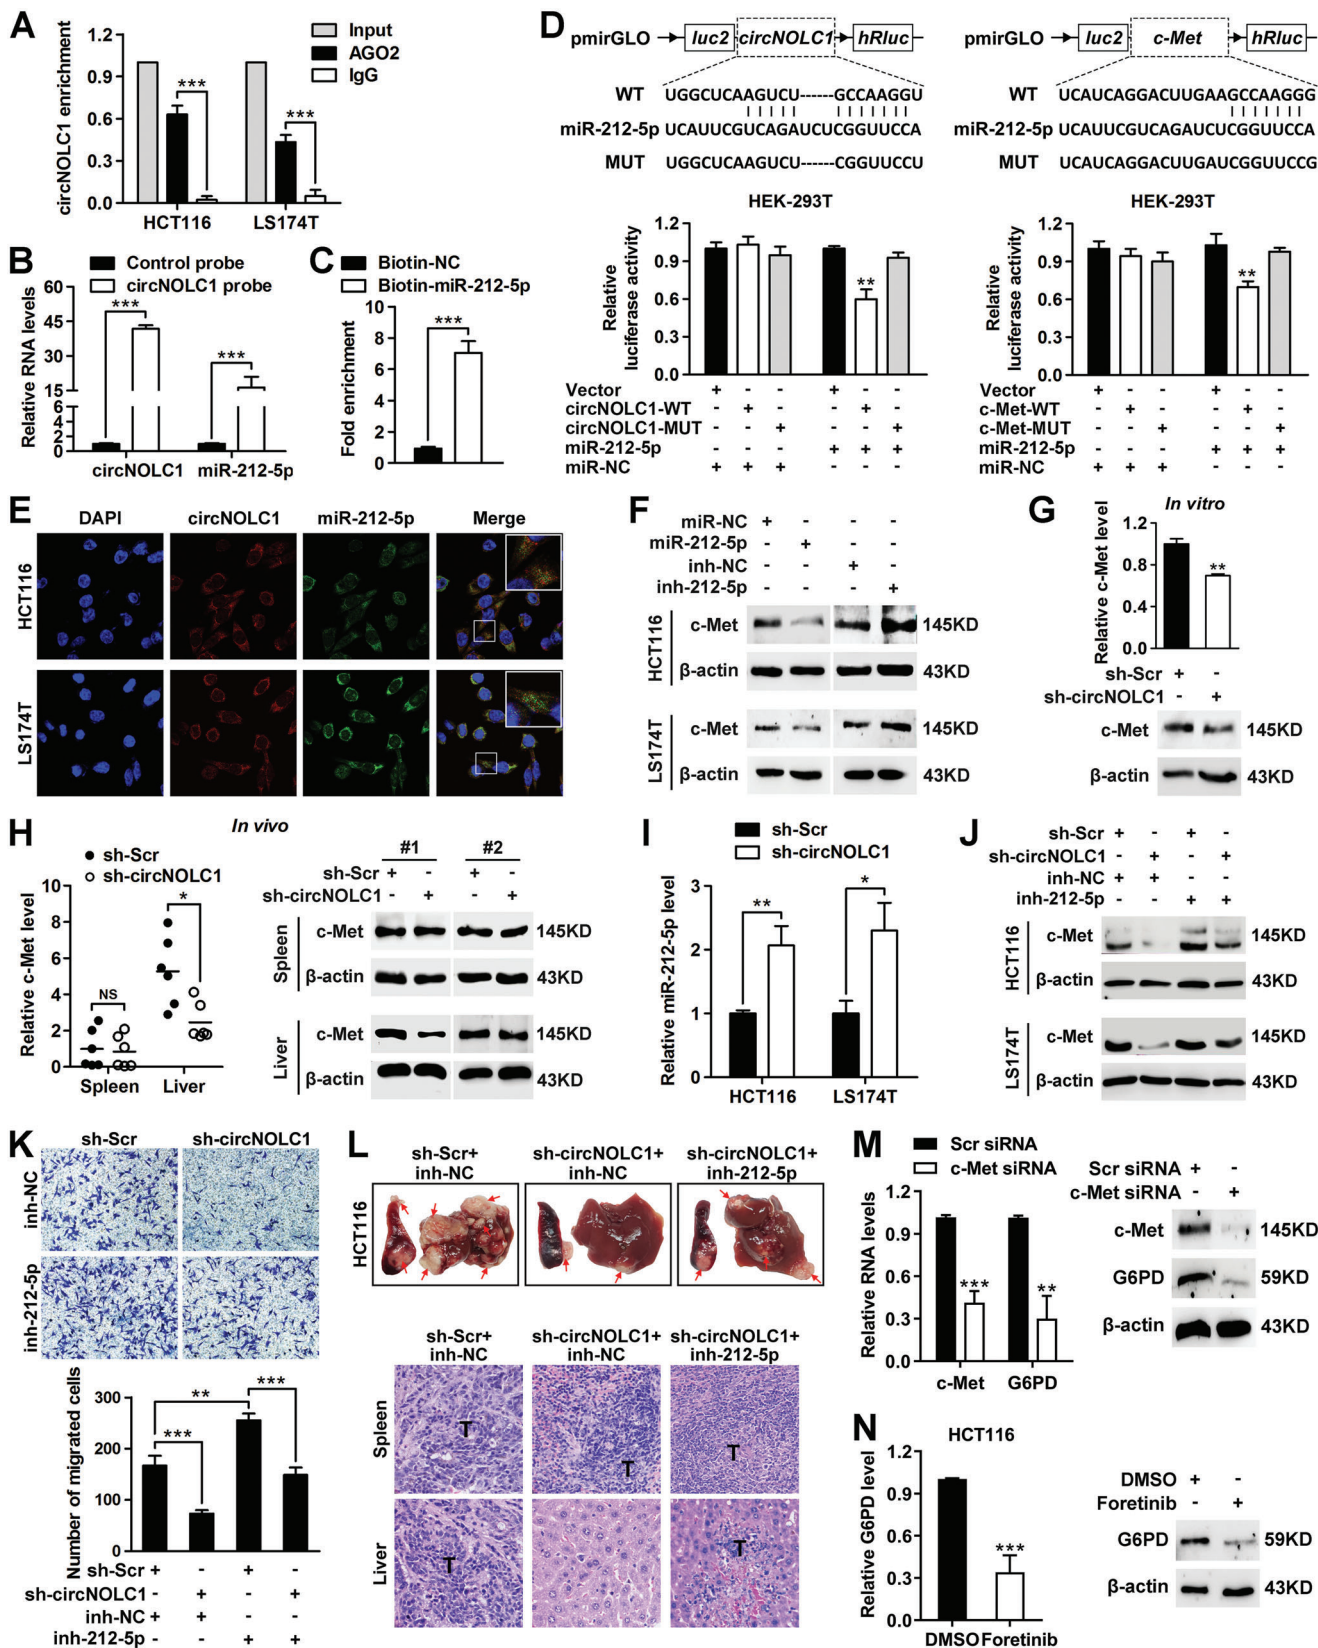 A
circNOLC1 enrichment
1.2
0.9
0.6
0.3
0.0
Input
AGO2
IgG
***
***
HCT116 LS174T
B
Control probe
circNOLC1 probe
Relative RNA levels
60
45
30
15
6
4
2
0
***
***
circNOLC1 miR-212-5p
C
Biotin-NC
Biotin-miR-212-5p
Fold enrichment
10
8
6
4
2
0
***
D
pmirGLO luc2 circNOLC1 hRluc
WT UGGCUCAAGUCU------GCCAAGGU
miR-212-5p UCAUUCGUCAGAUCUCGGUUCCA
MUT UGGCUCAAGUCU------CGGUUCCU
HEK-293T
Relative
luciferase activity
1.2
0.9
0.6
0.3
0.0
**
Vector + - - + - -
circNOLC1-WT - + - - + -
circNOLC1-MUT - - + - - +
miR-212-5p - - - + + +
miR-NC + + + - - -
pmirGLO luc2 c-Met hRluc
WT UCAUCAGGACUUGAAGCCAAGGG
miR-212-5p UCAUUCGUCAGAUCUCGGUUCCA
MUT UCAUCAGGACUUGAUCGGUUCCG
HEK-293T
Relative
luciferase activity
1.2
0.9
0.6
0.3
0.0
**
Vector + - - + - -
c-Met-WT - + - - + -
c-Met-MUT - - + - - +
miR-212-5p - - - + + +
miR-NC + + + - - -
E
DAPI circNOLC1 miR-212-5p Merge
HCT116
LS174T
F
miR-NC + - - -
miR-212-5p - + - -
inh-NC - - + -
inh-212-5p - - - +
HCT116
c-Met 145KD
β-actin 43KD
LS174T
c-Met 145KD
β-actin 43KD
G
In vitro
Relative c-Met level
1.2
0.8
0.4
0.0
**
sh-Scr + -
sh-circNOLC1 - +
c-Met 145KD
β-actin 43KD
H
In vivo
sh-Scr
sh-circNOLC1
Relative c-Met level
10
8
6
4
2
0
NS
*
Spleen Liver
#1 #2
sh-Scr + - + -
sh-circNOLC1 - + - +
Spleen
c-Met 145KD
β-actin 43KD
Liver
c-Met 145KD
β-actin 43KD
I
sh-Scr
sh-circNOLC1
Relative miR-212-5p level
3
2
1
0
**
*
HCT116 LS174T
J
sh-Scr + - + -
sh-circNOLC1 - + - +
inh-NC + + - -
inh-212-5p - - + +
HCT116
c-Met 145KD
β-actin 43KD
LS174T
c-Met 145KD
β-actin 43KD
K
sh-Scr sh-circNOLC1
inh-NC
inh-212-5p
Number of migrated cells
300
200
100
0
***
**
***
sh-Scr + - + -
sh-circNOLC1 - + - +
inh-NC + + - -
inh-212-5p - - + +
L
sh-Scr+ sh-circNOLC1+ sh-circNOLC1+
inh-NC inh-NC inh-212-5p
HCT116
sh-Scr+ sh-circNOLC1+ sh-circNOLC1+
inh-NC inh-NC inh-212-5p
Spleen
T
T
T
Liver
T
T
M
Scr siRNA
c-Met siRNA
Relative RNA levels
1.2
0.9
0.6
0.3
0.0
***
**
c-Met G6PD
Scr siRNA + -
c-Met siRNA - +
c-Met 145KD
G6PD 59KD
β-actin 43KD
N
HCT116
Relative G6PD level
1.2
0.9
0.6
0.3
0.0
***
DMSO Foretinib
DMSO + -
Foretinib - +
G6PD 59KD
β-actin 43KD